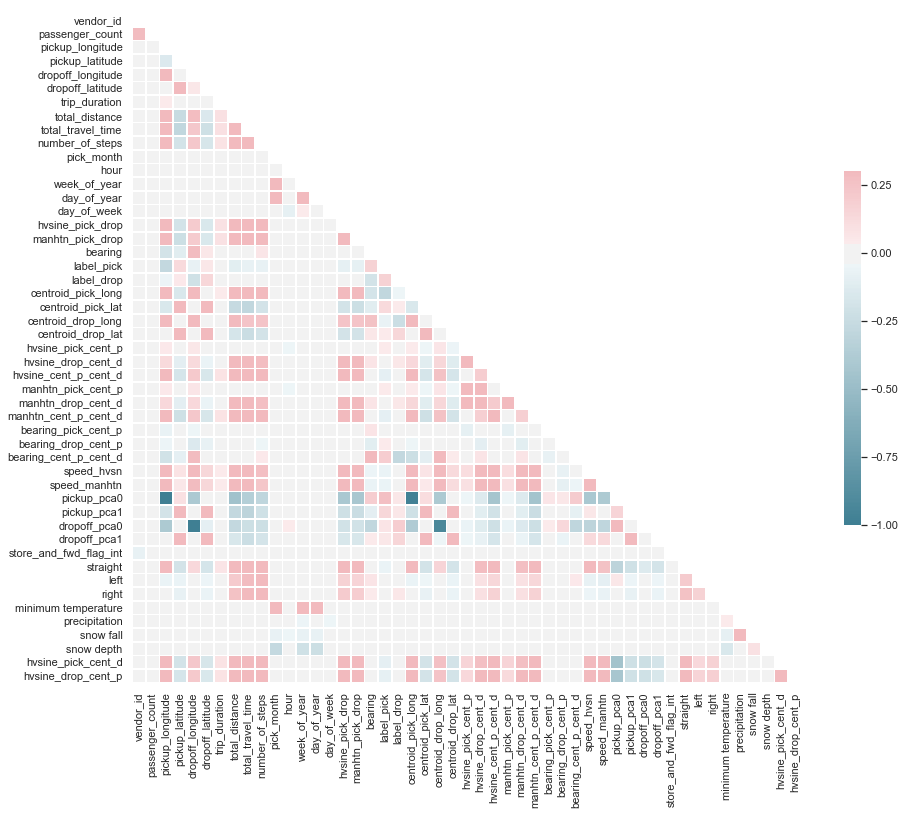 vendor_id
passenger_count
pickup_longitude
pickup_latitude
dropoff_longitude
dropoff_latitude
trip_duration
total_distance
total_travel_time
number_of_steps
pick_month
hour
week_of_year
day_of_year
day_of_week
hvsine_pick_drop
manhtn_pick_drop
bearing
label_pick
label_drop
centroid_pick_long
centroid_pick_lat
centroid_drop_long
centroid_drop_lat
hvsine_pick_cent_p
hvsine_drop_cent_d
hvsine_cent_p_cent_d
manhtn_pick_cent_p
manhtn_drop_cent_d
manhtn_cent_p_cent_d
bearing_pick_cent_p
bearing_drop_cent_p
bearing_cent_p_cent_d
speed_hvsn
speed_manhtn
pickup_pca0
pickup_pca1
dropoff_pca0
dropoff_pca1
store_and_fwd_flag_int
straight
left
right
minimum temperature
precipitation
snow fall
snow depth
hvsine_pick_cent_d
hvsine_drop_cent_p
vendor_id
passenger_count
pickup_longitude
pickup_latitude
dropoff_longitude
dropoff_latitude
trip_duration
total_distance
total_travel_time
number_of_steps
pick_month
hour
week_of_year
day_of_year
day_of_week
hvsine_pick_drop
manhtn_pick_drop
bearing
label_pick
label_drop
centroid_pick_long
centroid_pick_lat
centroid_drop_long
centroid_drop_lat
hvsine_pick_cent_p
hvsine_drop_cent_d
hvsine_cent_p_cent_d
manhtn_pick_cent_p
manhtn_drop_cent_d
manhtn_cent_p_cent_d
bearing_pick_cent_p
bearing_drop_cent_p
bearing_cent_p_cent_d
speed_hvsn
speed_manhtn
pickup_pca0
pickup_pca1
dropoff_pca0
dropoff_pca1
store_and_fwd_flag_int
straight
left
right
minimum temperature
precipitation
snow fall
snow depth
hvsine_pick_cent_d
hvsine_drop_cent_p
0.25
0.00
−0.25
−0.50
−0.75
−1.00